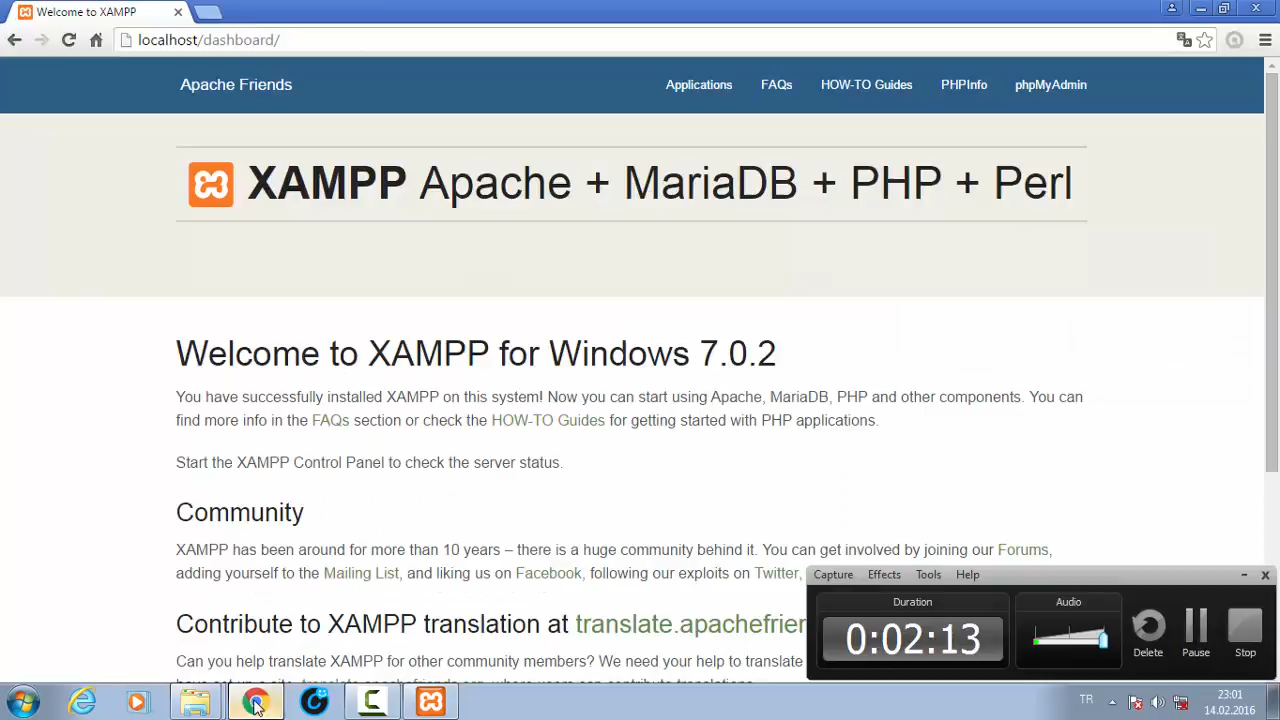 Welcome to XAMPP
localhost/dashboard/
Apache Friends
Applications
FAQs
HOW-TO Guides
PHPInfo
phpMyAdmin
XAMPP Apache + MariaDB + PHP + Perl
Welcome to XAMPP for Windows 7.0.2
You have successfully installed XAMPP on this system! Now you can start using Apache, MariaDB, PHP and other components. You can
find more info in the FAQs section or check the HOW-TO Guides for getting started with PHP applications.
Start the XAMPP Control Panel to check the server status.
Community
XAMPP has been around for more than 10 years – there is a huge community behind it. You can get involved by joining our Forums,
adding yourself to the Mailing List, and liking us on Facebook, following our exploits on Twitter,
Contribute to XAMPP translation at translate.apachefrien
Can you help translate XAMPP for other community members? We need your help to translate
Capture
Effects
Tools
Help
Duration
0:02:13
Audio
Delete
Pause
Stop
TR
23:01
14.02.2016